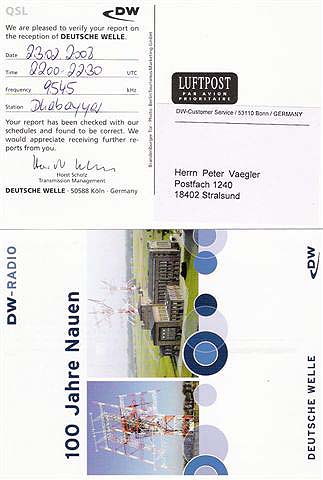 QSL
DW
We are pleased to verify your report on
the reception of DEUTSCHE WELLE.
Date 23.02.2003
Time 2200-2230 UTC
Frequency 9545 kHz
Station Dhabayya
Your report has been checked with our
schedules and found to be correct. We
would appreciate receiving further re-
ports from you.
Horst Scholz
Transmission Management
DEUTSCHE WELLE · 50588 Köln · Germany
LUFTPOST
PAR AVION
PRIORITAIRE
DW-Customer Service / 53110 Bonn / GERMANY
Herrn Peter Vaegler
Postfach 1240
18402 Stralsund
DW-RADIO
100 Jahre Nauen
DW
DEUTSCHE WELLE